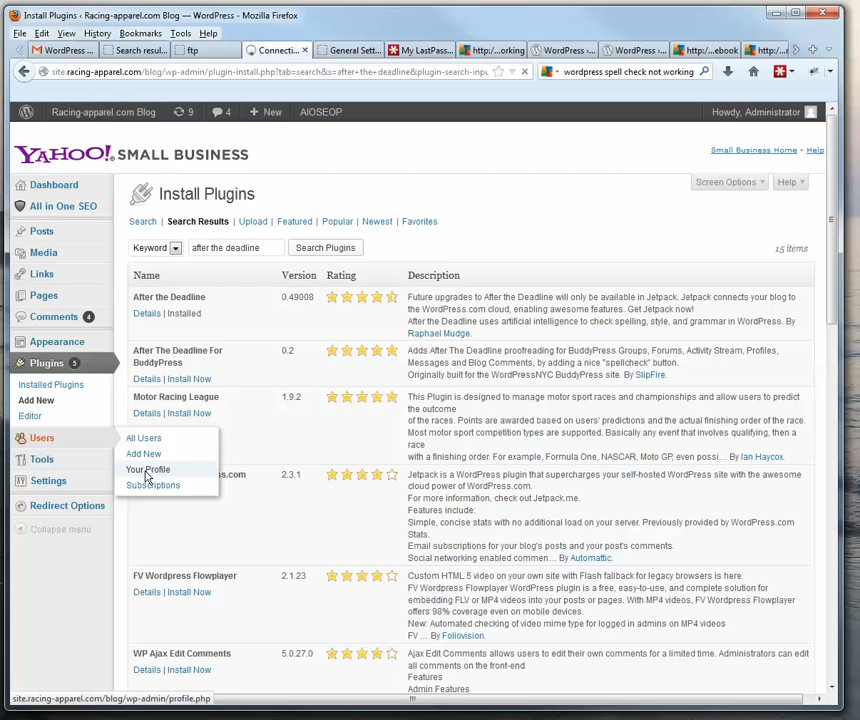 Install Plugins ‹ Racing-apparel.com Blog — WordPress - Mozilla Firefox
File Edit View History Bookmarks Tools Help
WordPress ... Search resul... ftp Connecti... General Sett... My LastPass... http:/...orking WordPress › ... WordPress › ... http:/...ebook http:/...
site.racing-apparel.com/blog/wp-admin/plugin-install.php?tab=search&s=after+the+deadline&plugin-search-inpu
wordpress spell check not working
Racing-apparel.com Blog 9 4 + New AIOSEOP Howdy, Administrator
YAHOO! SMALL BUSINESS
Small Business Home - Help
Screen Options Help
Dashboard
All in One SEO
Posts
Media
Links
Pages
Comments 4
Appearance
Plugins 5
Installed Plugins
Add New
Editor
Users
Tools
Settings
Redirect Options
Collapse menu
All Users
Add New
Your Profile
Subscriptions
Install Plugins
Search | Search Results | Upload | Featured | Popular | Newest | Favorites
Keyword after the deadline Search Plugins 15 items
Name Version Rating Description
After the Deadline 0.49008
Details | Installed
Future upgrades to After the Deadline will only be available in Jetpack. Jetpack connects your blog to
the WordPress.com cloud, enabling awesome features. Get Jetpack now!
After the Deadline uses artificial intelligence to check spelling, style, and grammar in WordPress. By
Raphael Mudge.
After The Deadline For
BuddyPress 0.2
Details | Install Now
Adds After The Deadline proofreading for BuddyPress Groups, Forums, Activity Stream, Profiles,
Messages and Blog Comments, by adding a nice "spellcheck" button.
Originally built for the WordPressNYC BuddyPress site. By SlipFire.
Motor Racing League 1.9.2
Details | Install Now
This Plugin is designed to manage motor sport races and championships and allow users to predict
the outcome
of the events. Points are awarded based on users' predictions and the actual finishing order of the race.
Most motor sport competition types are supported. Basically any event that involves qualifying, then a
race
with a finishing order. For example, Formula One, NASCAR, Moto GP, even possi... By Ian Haycox.
ss.com 2.3.1
Jetpack is a WordPress plugin that supercharges your self-hosted WordPress site with the awesome
cloud power of WordPress.com.
For more information, check out Jetpack.me.
Features include:
Simple, concise stats with no additional load on your server. Previously provided by WordPress.com
Stats.
Email subscriptions for your blog's posts and your post's comments.
Social networking enabled commen... By Automattic.
FV Wordpress Flowplayer 2.1.23
Details | Install Now
Custom HTML 5 video on your own site with Flash fallback for legacy browsers is here.
FV Wordpress Flowplayer WordPress plugin is a free, easy-to-use, and complete solution for
embedding FLV or MP4 videos into your posts or pages. With MP4 videos, FV Wordpress Flowplayer
offers 98% coverage even on mobile devices.
New: Automated checking of video mime type for logged in admins on MP4 videos
FV ... By Foliovision.
WP Ajax Edit Comments 5.0.27.0
Details | Install Now
Ajax Edit Comments allows users to edit their own comments for a limited time. Administrators can edit
all comments on the front-end.
Features
Admin Features
site.racing-apparel.com/blog/wp-admin/profile.php